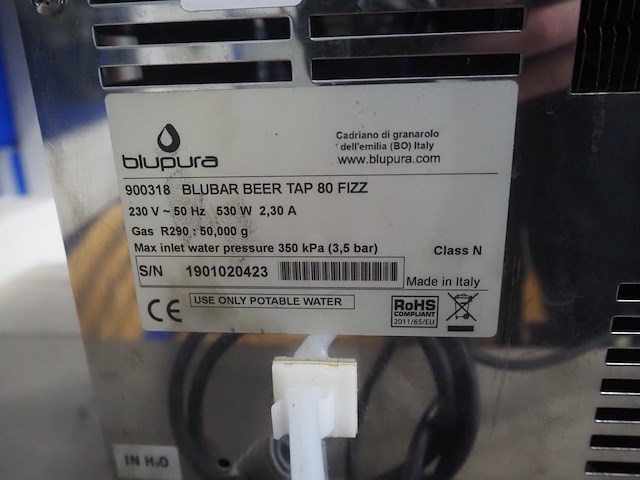 blupura
Cadriano di granarolo
dell'emilia (BO) Italy
www.blupura.com
900318 BLUBAR BEER TAP 80 FIZZ
230 V ~ 50 Hz 530 W 2,30 A
Gas R290 : 50,000 g
Max inlet water pressure 350 kPa (3,5 bar)
Class N
S/N 1901020423
Made in Italy
CE
USE ONLY POTABLE WATER
RoHS
COMPLIANT
2011/65/EU
IN H₂O